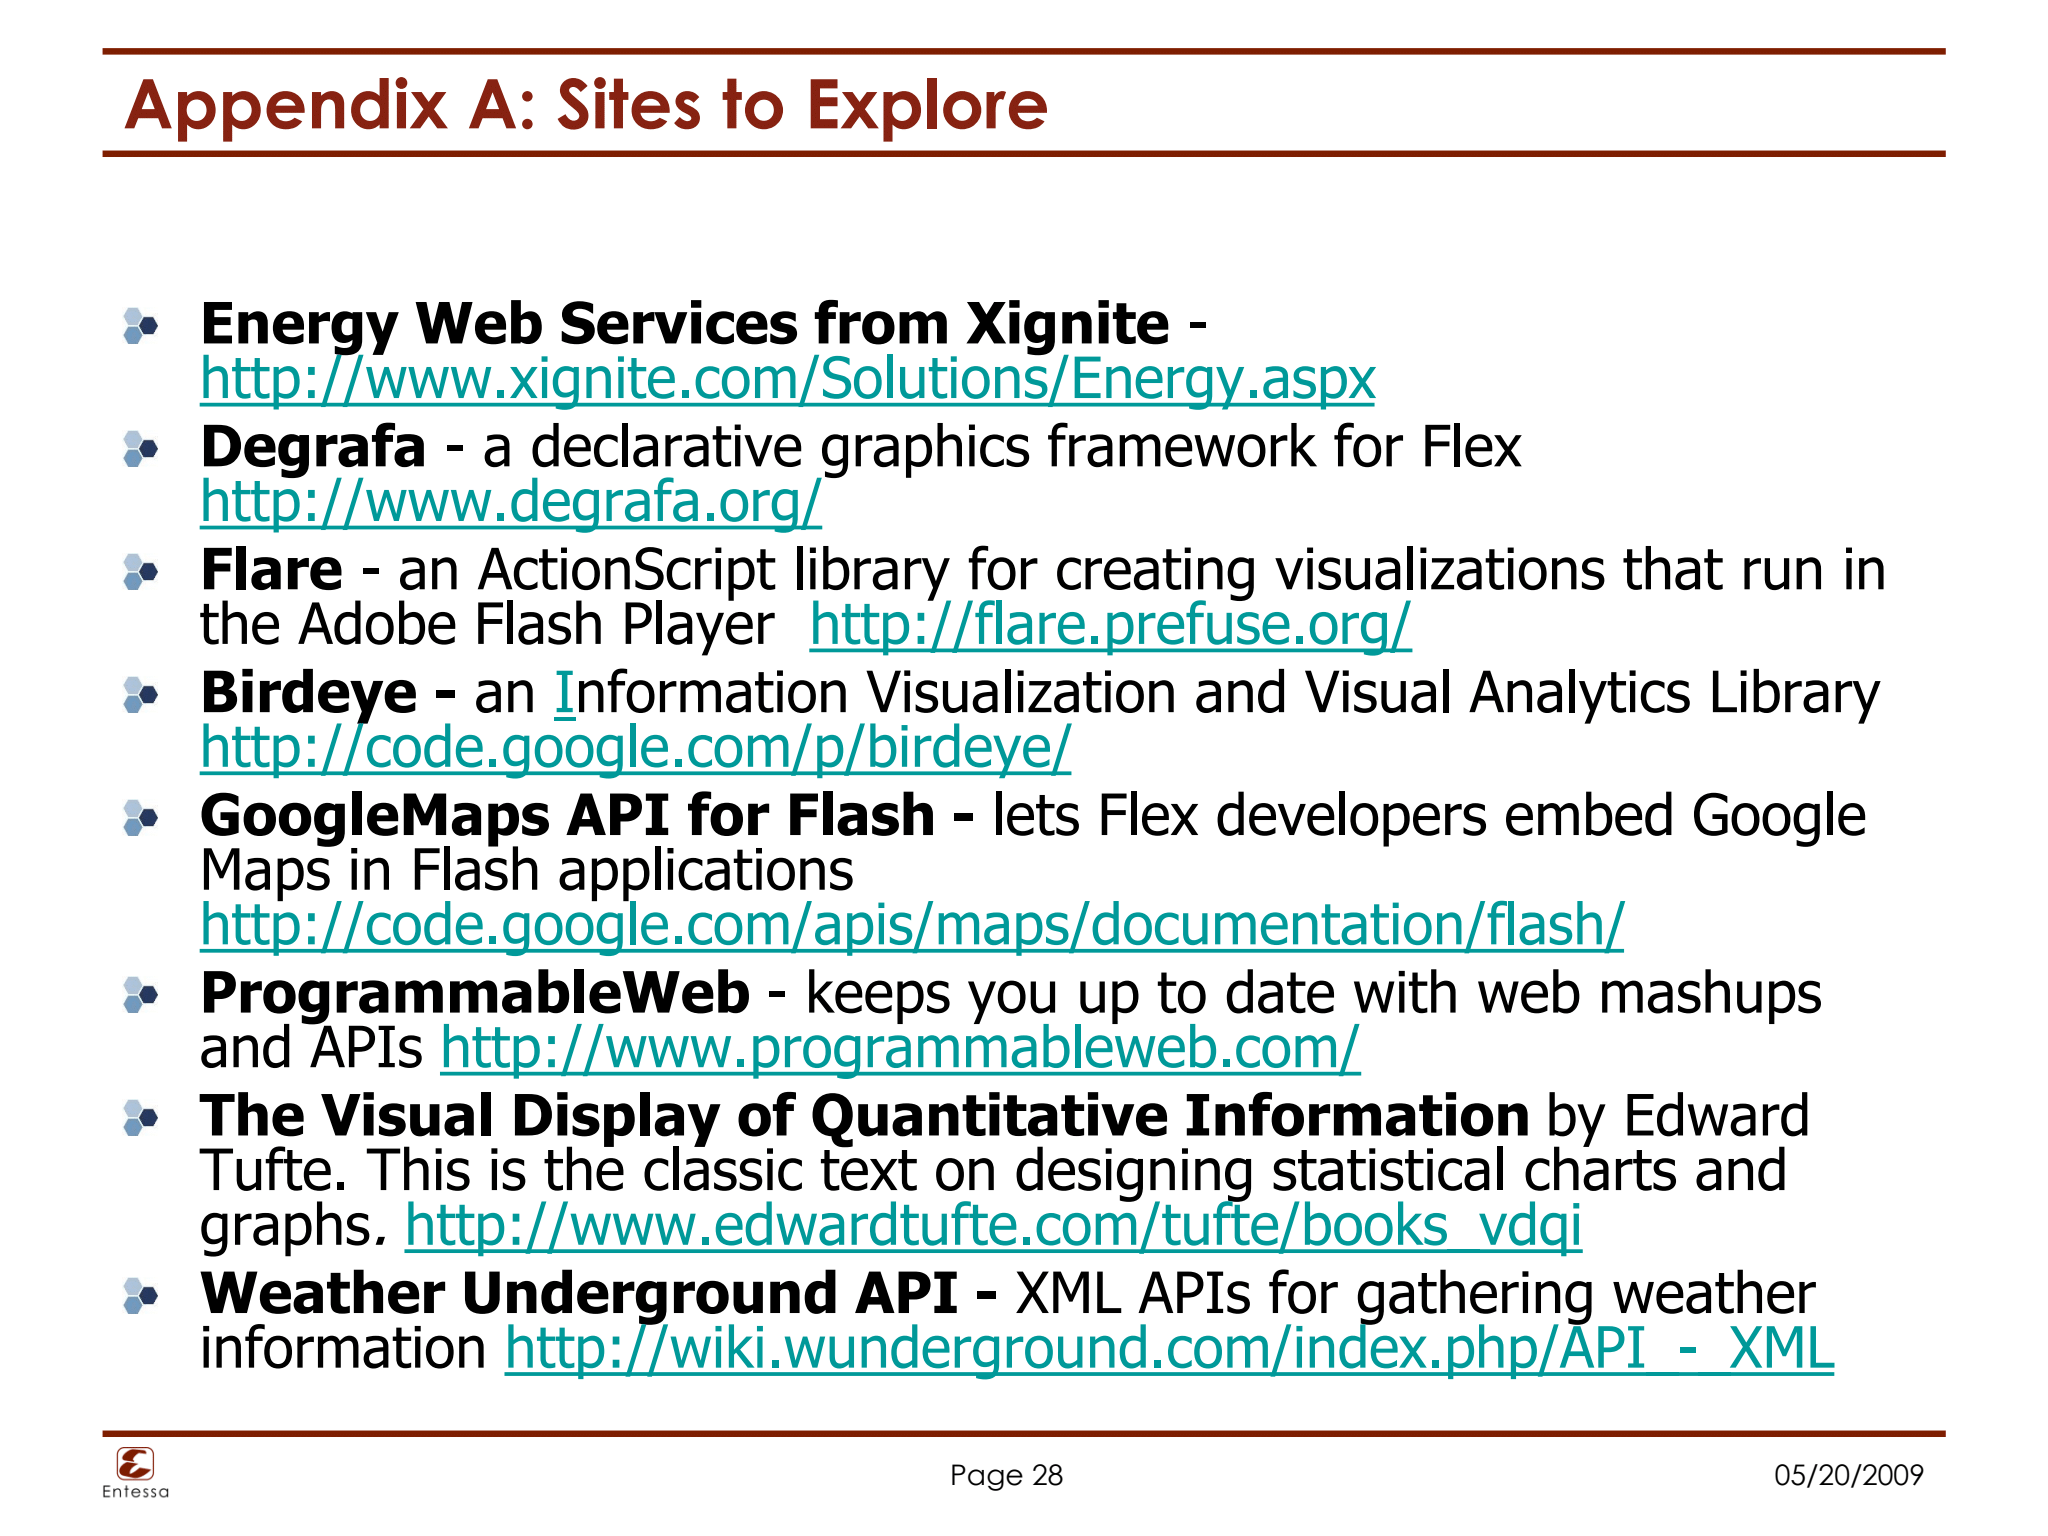 Appendix A: Sites to Explore
Energy Web Services from Xignite -
http://www.xignite.com/Solutions/Energy.aspx
Degrafa - a declarative graphics framework for Flex
http://www.degrafa.org/
Flare - an ActionScript library for creating visualizations that run in
the Adobe Flash Player http://flare.prefuse.org/
Birdeye - an Information Visualization and Visual Analytics Library
http://code.google.com/p/birdeye/
GoogleMaps API for Flash - lets Flex developers embed Google
Maps in Flash applications
http://code.google.com/apis/maps/documentation/flash/
ProgrammableWeb - keeps you up to date with web mashups
and APIs http://www.programmableweb.com/
The Visual Display of Quantitative Information by Edward
Tufte. This is the classic text on designing statistical charts and
graphs. http://www.edwardtufte.com/tufte/books_vdqi
Weather Underground API - XML APIs for gathering weather
information http://wiki.wunderground.com/index.php/API_-_XML
Entessa
Page 28
05/20/2009